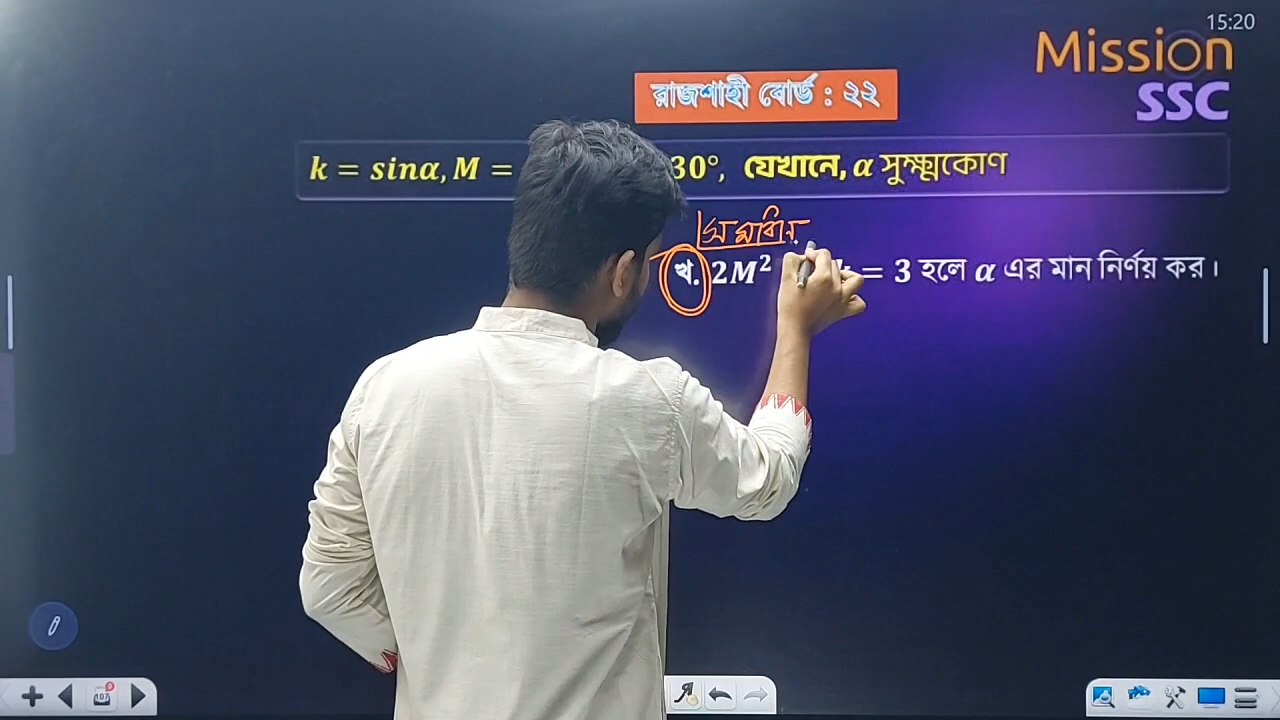 15:20
Mission
SSC
রাজশাহী বোর্ড : ২২
k = sinα, M = 30°, যেখানে, α সুক্ষ্মকোণ
খ. 2M² = 3 হলে α এর মান নির্ণয় কর।